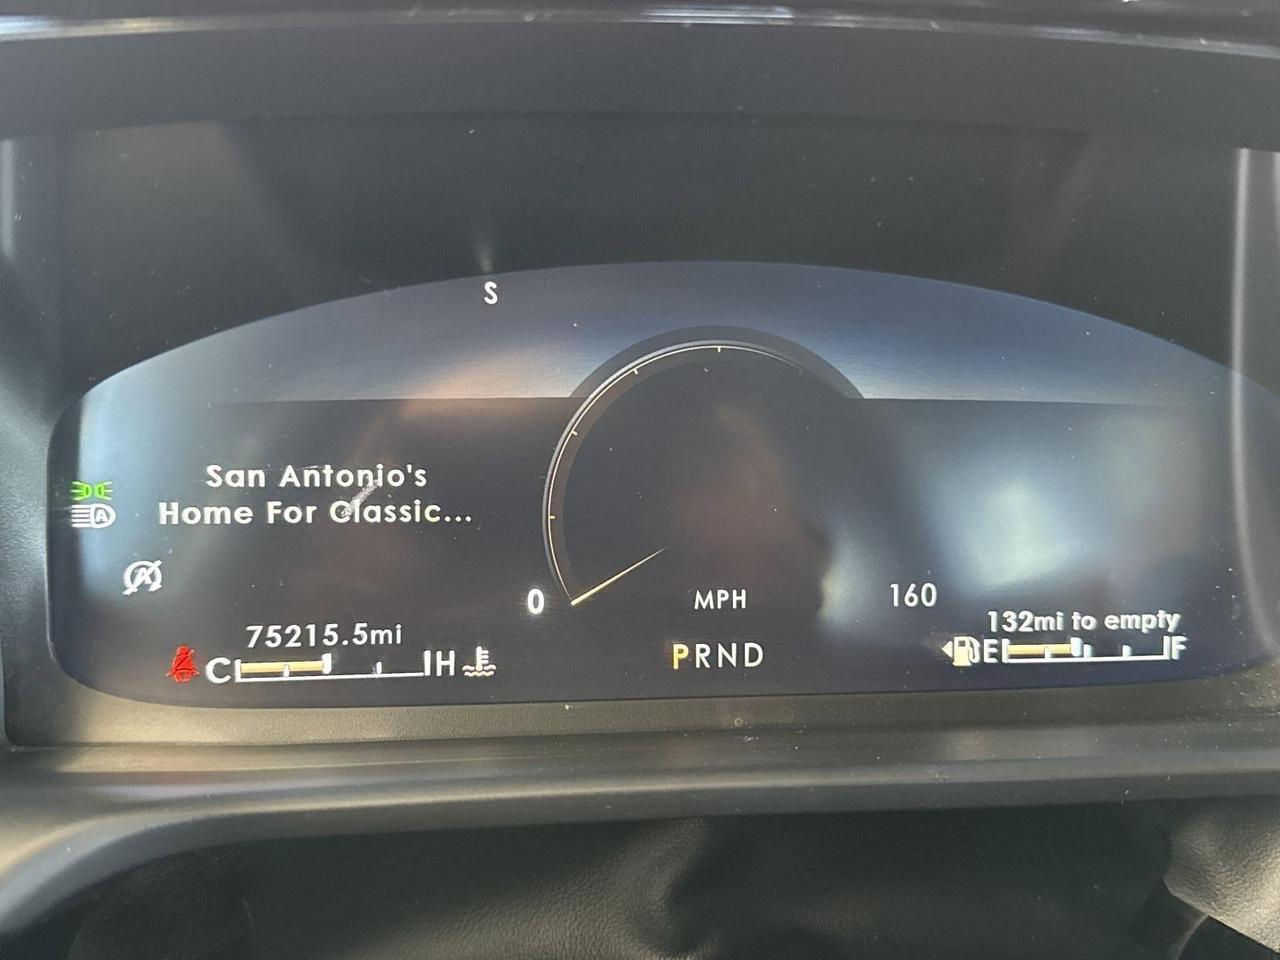 S
San Antonio's
Home For Classic...
A
A
0
MPH
160
75215.5mi
132mi to empty
C H
PRND
E F